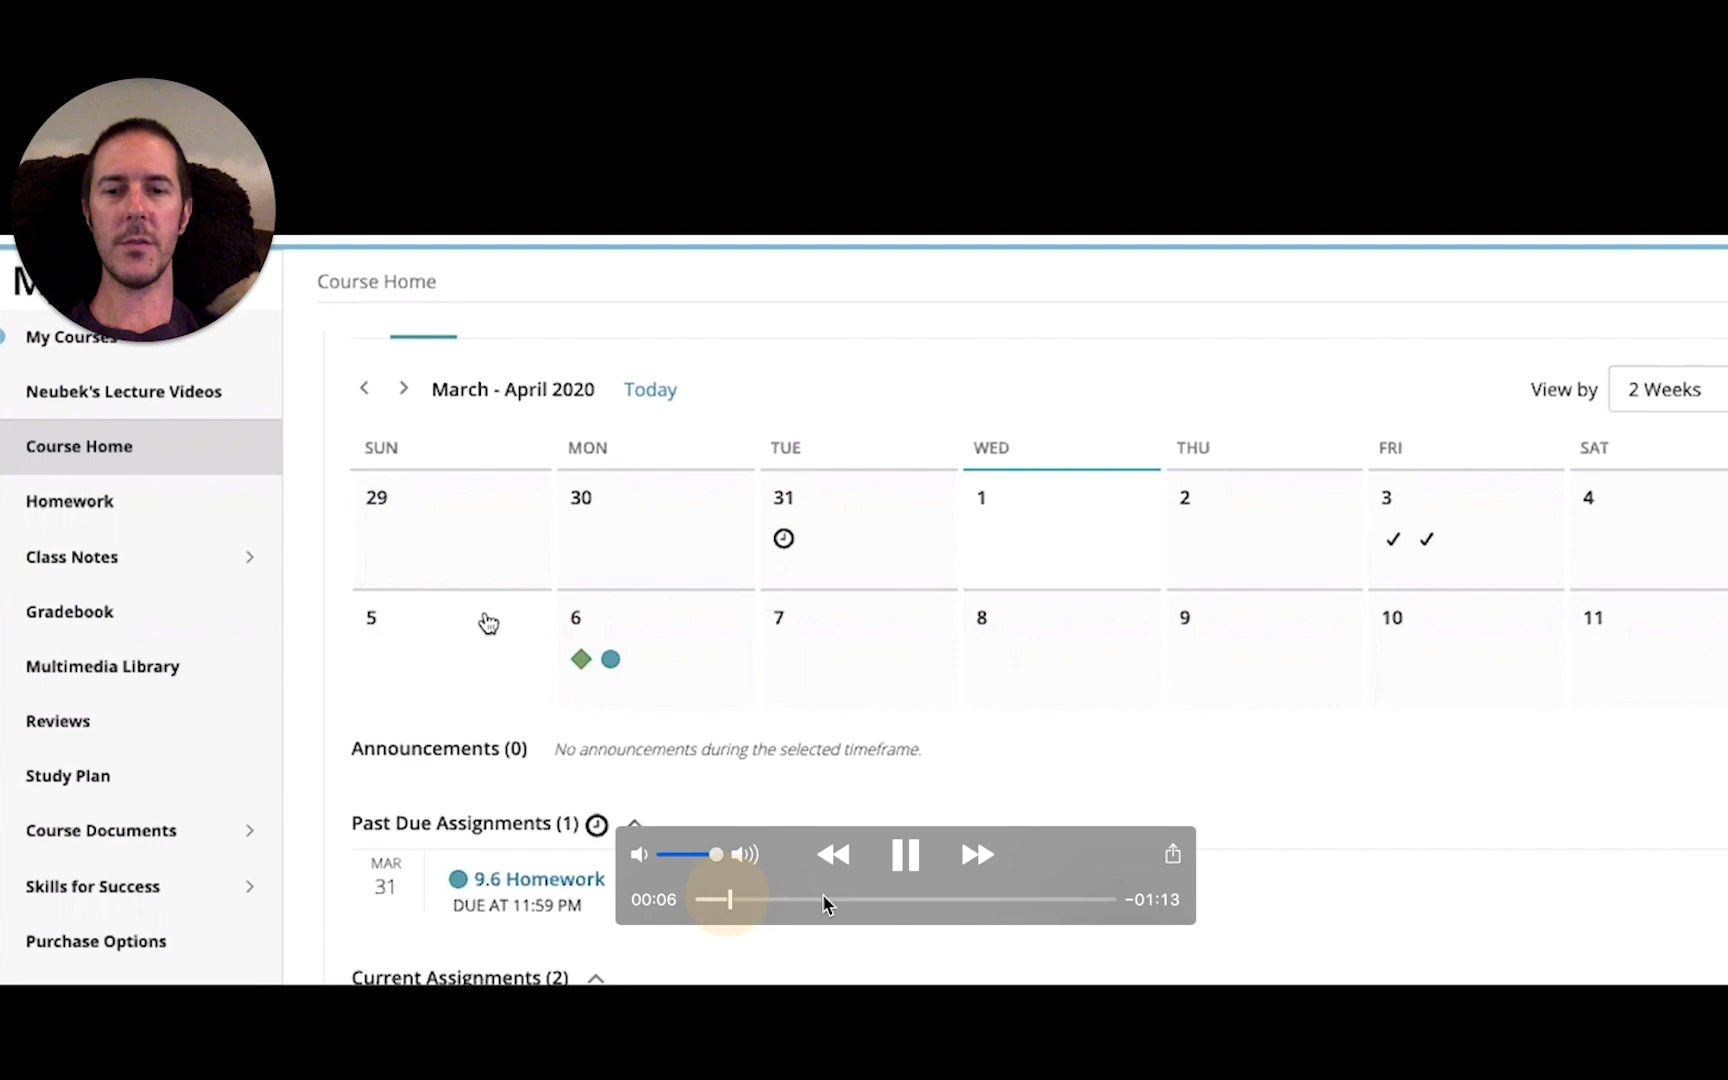 M
Course Home
My Courses
Neubek's Lecture Videos
Course Home
Homework
Class Notes
Gradebook
Multimedia Library
Reviews
Study Plan
Course Documents
Skills for Success
Purchase Options
March - April 2020 Today View by 2 Weeks
SUN MON TUE WED THU FRI SAT
29 30 31 1 2 3 4
5 6 7 8 9 10 11
Announcements (0) No announcements during the selected timeframe.
Past Due Assignments (1)
MAR
31
9.6 Homework
DUE AT 11:59 PM
00:06 −01:13
Current Assignments (2)